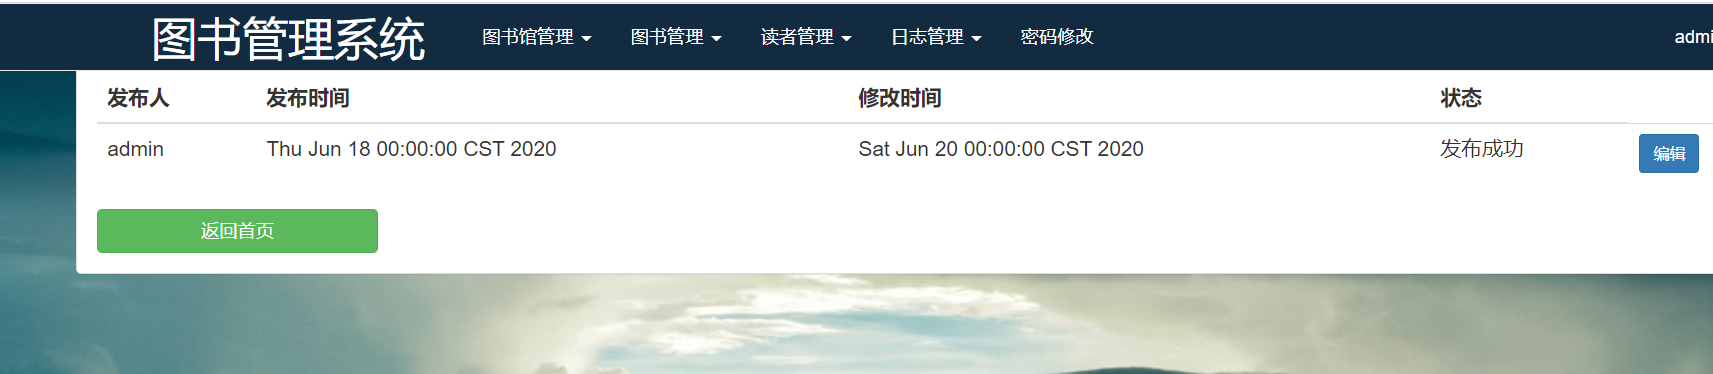 图书管理系统 图书馆管理 图书管理 读者管理 日志管理 密码修改 admi
发布人 发布时间 修改时间 状态
admin Thu Jun 18 00:00:00 CST 2020 Sat Jun 20 00:00:00 CST 2020 发布成功 编辑
返回首页